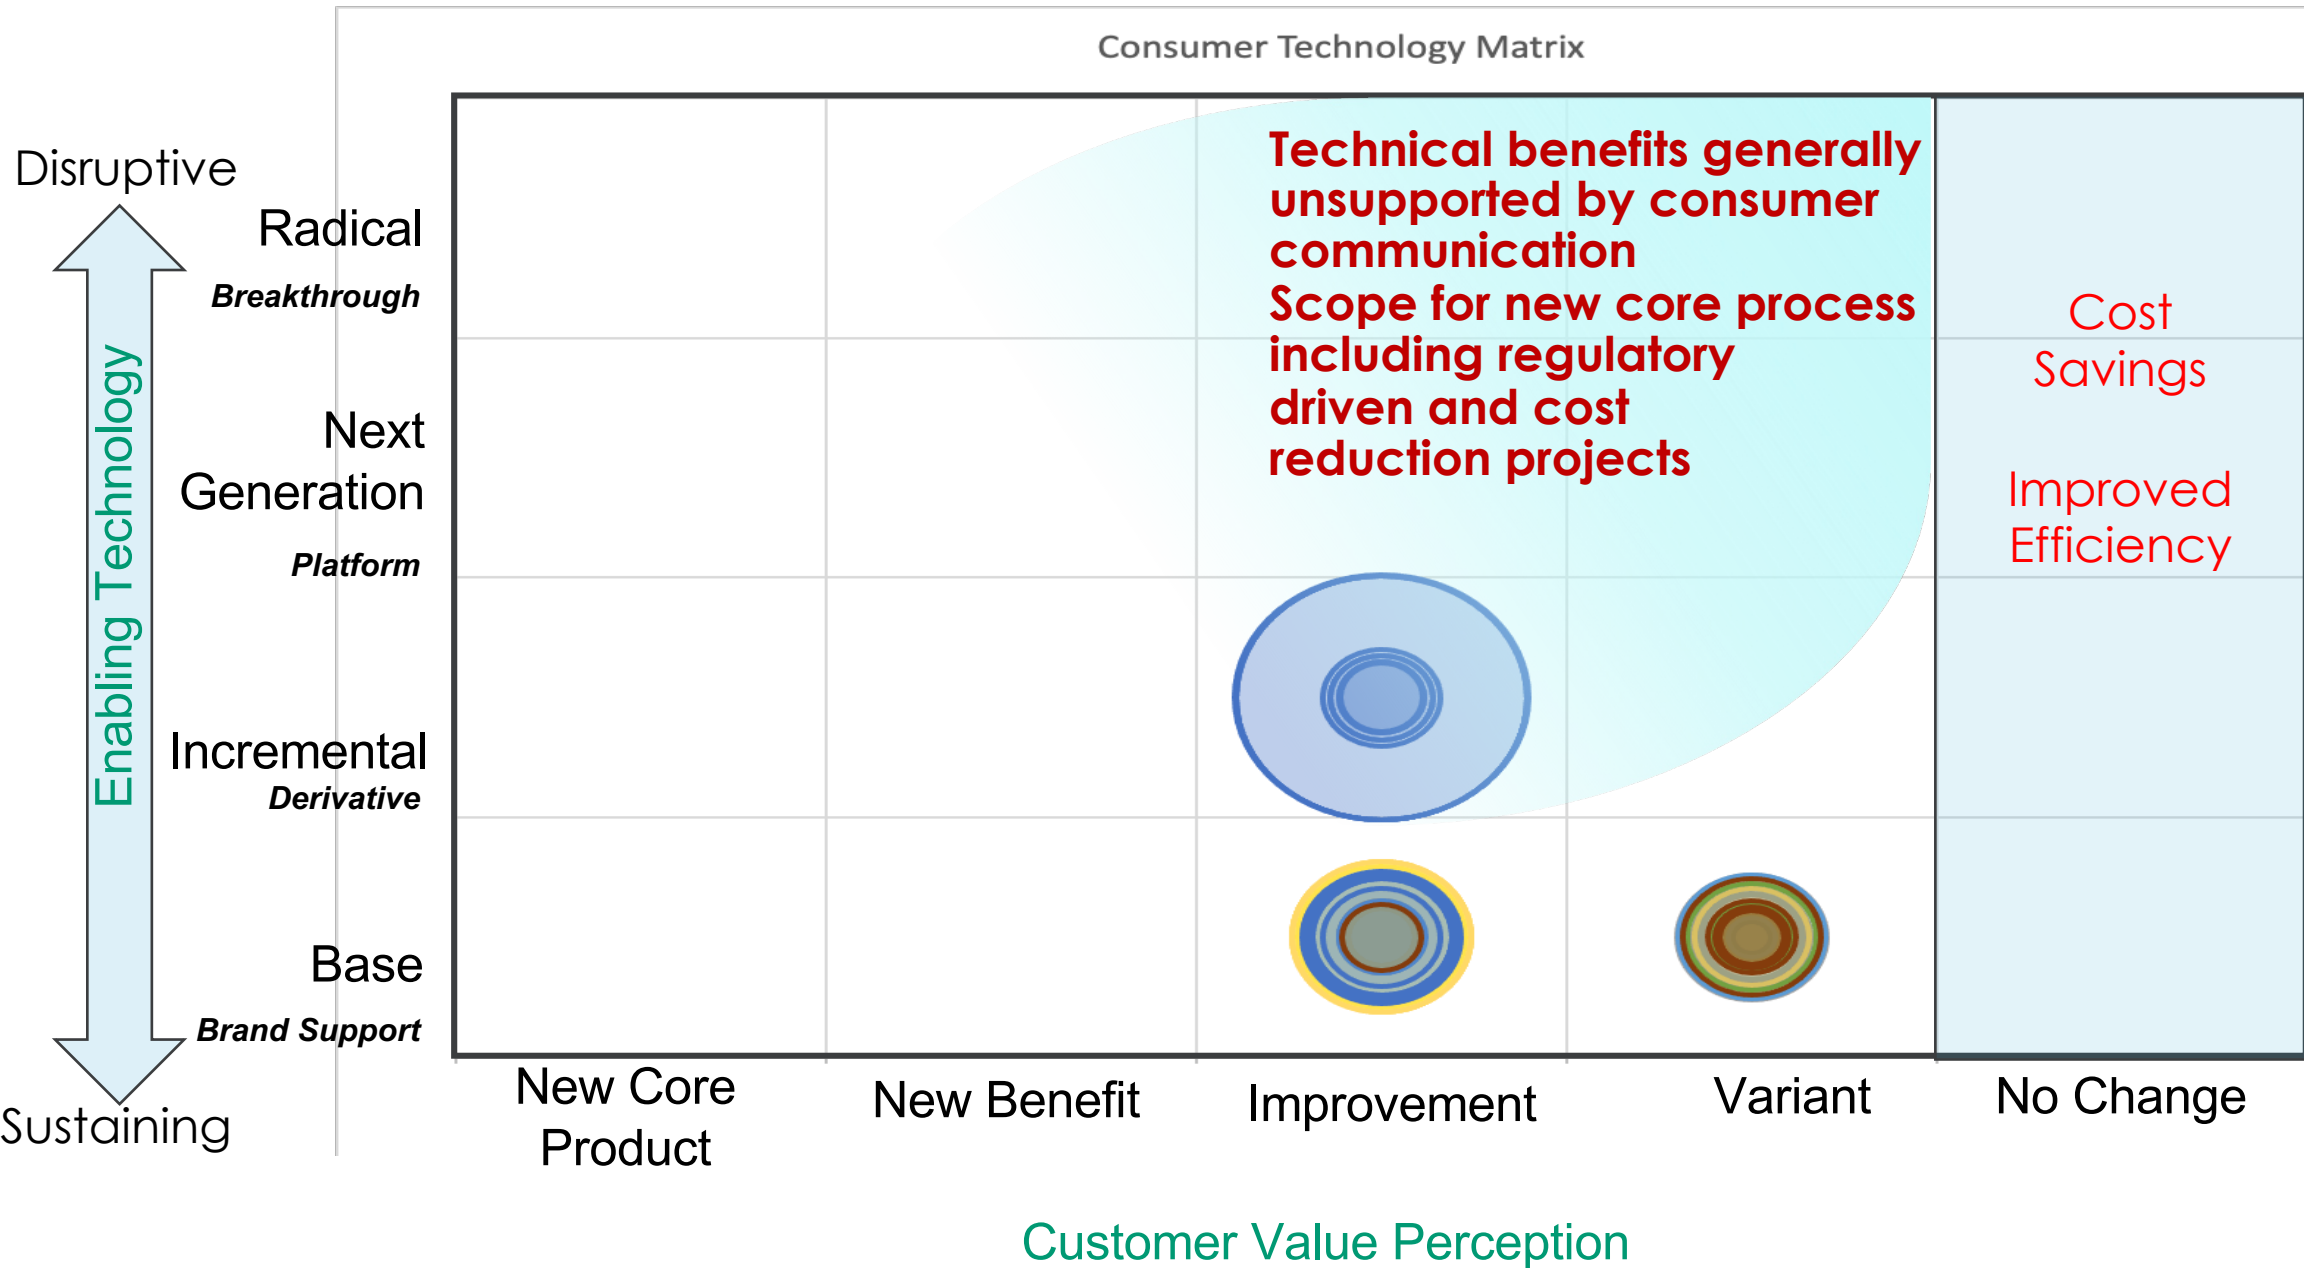 Consumer Technology Matrix
Disruptive
Enabling Technology
Sustaining
Radical
Breakthrough
Next
Generation
Platform
Incremental
Derivative
Base
Brand Support
Technical benefits generally
unsupported by consumer
communication
Scope for new core process
including regulatory
driven and cost
reduction projects
Cost
Savings
Improved
Efficiency
New Core
Product
New Benefit
Improvement
Variant
No Change
Customer Value Perception